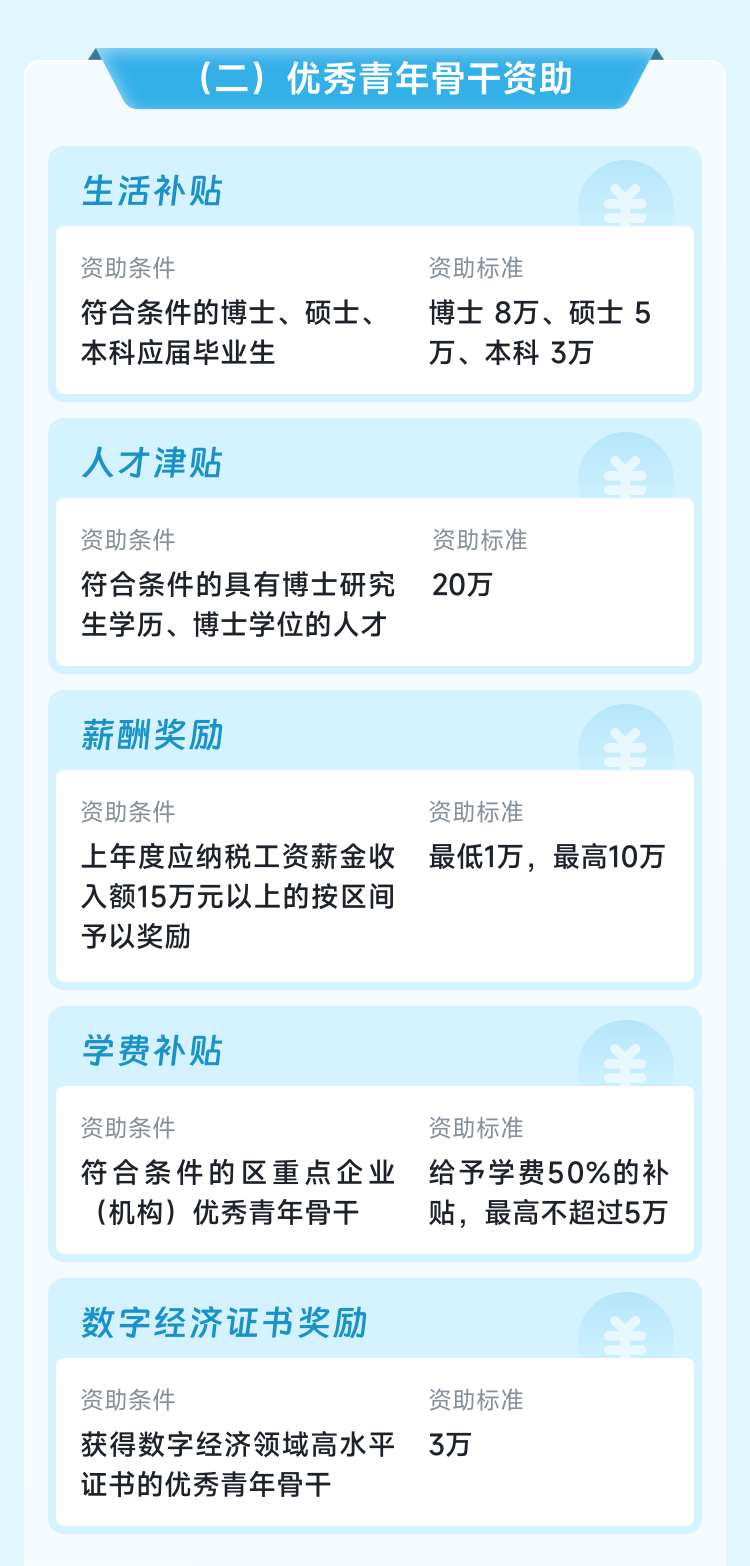 （二）优秀青年骨干资助
生活补贴
资助条件
符合条件的博士、硕士、
本科应届毕业生
资助标准
博士 8万、硕士 5
万、本科 3万
人才津贴
资助条件
符合条件的具有博士研究
生学历、博士学位的人才
资助标准
20万
薪酬奖励
资助条件
上年度应纳税工资薪金收
入额15万元以上的按区间
予以奖励
资助标准
最低1万，最高10万
学费补贴
资助条件
符合条件的区重点企业
（机构）优秀青年骨干
资助标准
给予学费50%的补
贴，最高不超过5万
数字经济证书奖励
资助条件
获得数字经济领域高水平
证书的优秀青年骨干
资助标准
3万